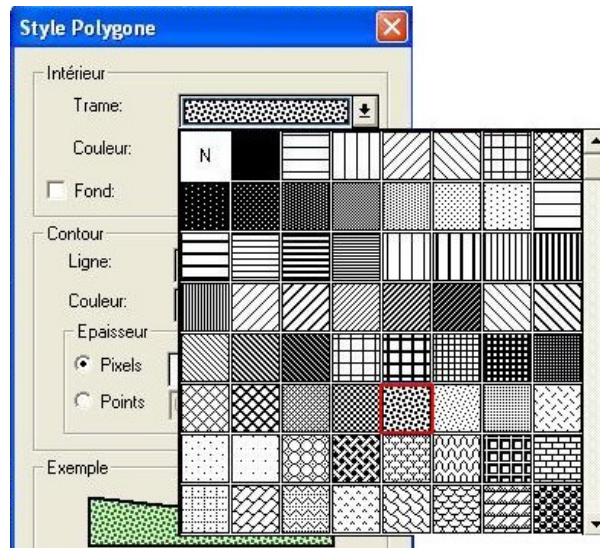 Style Polygone
Intérieur
Trame:
Couleur:
N
Fond:
Contour
Ligne:
Couleur:
Epaisseur
Pixels
Points
Exemple